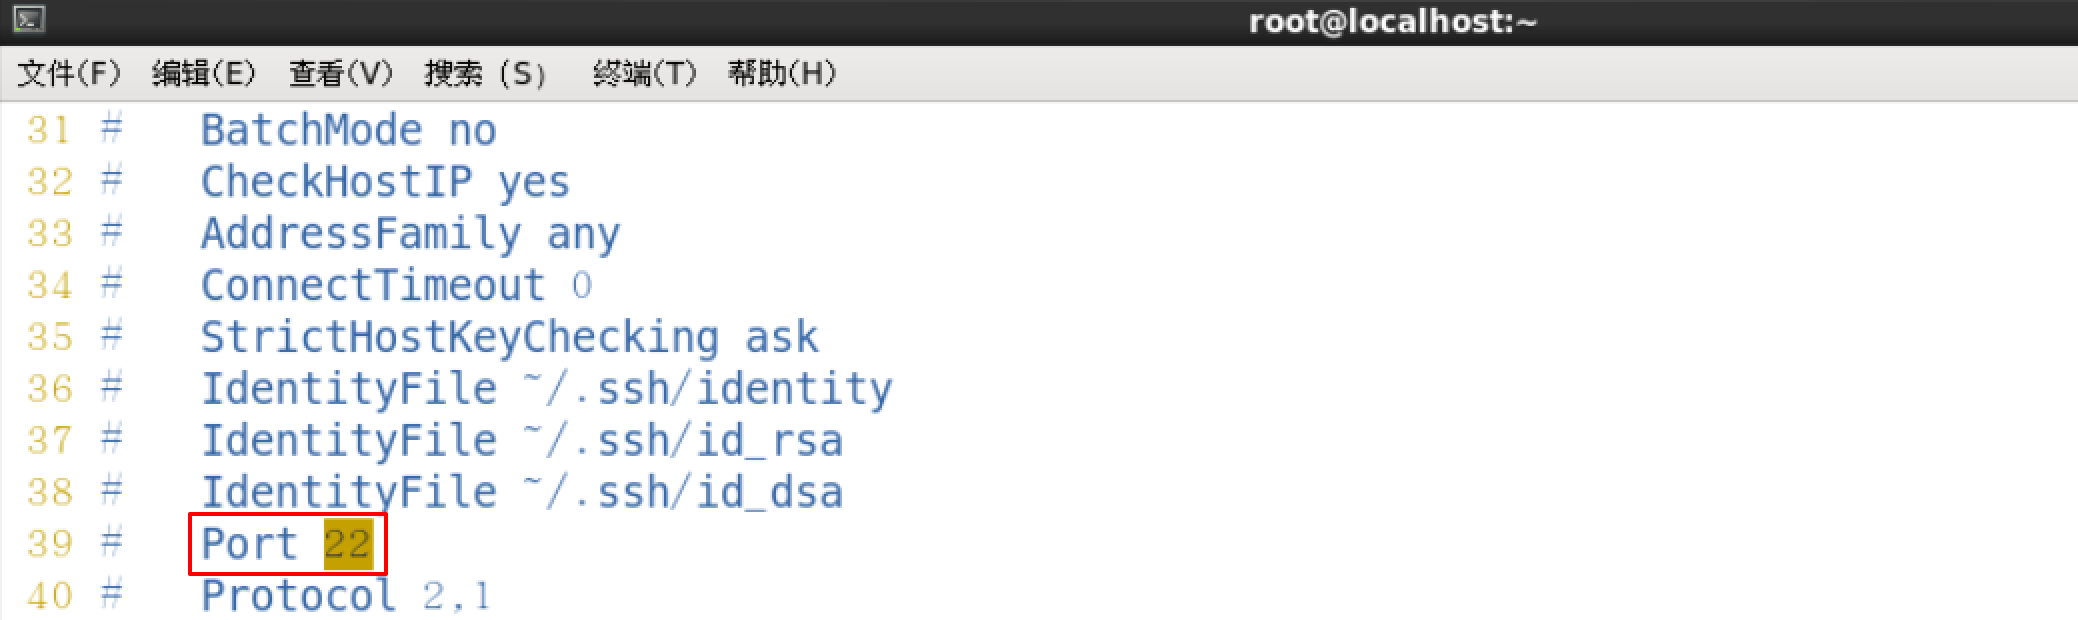 root@localhost:~
文件(F) 编辑(E) 查看(V) 搜索 (S) 终端(T) 帮助(H)
31 #   BatchMode no
32 #   CheckHostIP yes
33 #   AddressFamily any
34 #   ConnectTimeout 0
35 #   StrictHostKeyChecking ask
36 #   IdentityFile ~/.ssh/identity
37 #   IdentityFile ~/.ssh/id_rsa
38 #   IdentityFile ~/.ssh/id_dsa
39 #   Port 22
40 #   Protocol 2,1